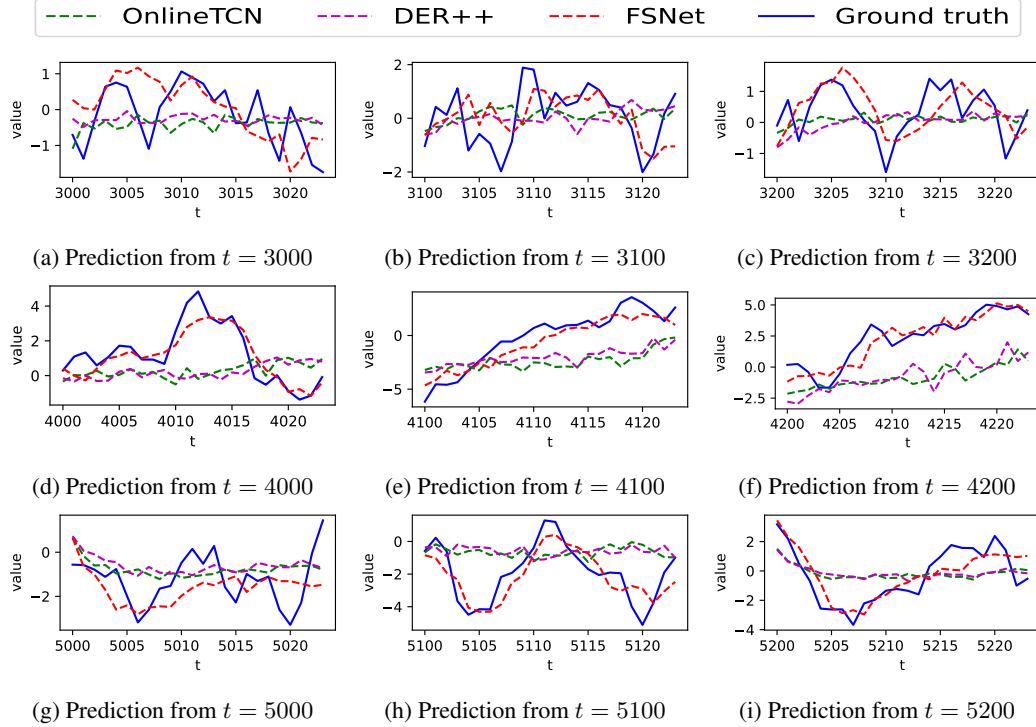 OnlineTCN DER++ FSNet Ground truth
value
1
0
−1
3000 3005 3010 3015 3020
t
(a) Prediction from t = 3000
value
2
0
−2
3100 3105 3110 3115 3120
t
(b) Prediction from t = 3100
value
1
0
−1
3200 3205 3210 3215 3220
t
(c) Prediction from t = 3200
value
4
2
0
4000 4005 4010 4015 4020
t
(d) Prediction from t = 4000
value
0
−5
4100 4105 4110 4115 4120
t
(e) Prediction from t = 4100
value
5.0
2.5
0.0
−2.5
4200 4205 4210 4215 4220
t
(f) Prediction from t = 4200
value
0
−2
5000 5005 5010 5015 5020
t
(g) Prediction from t = 5000
value
0
−2
−4
5100 5105 5110 5115 5120
t
(h) Prediction from t = 5100
value
2
0
−2
−4
5200 5205 5210 5215 5220
t
(i) Prediction from t = 5200